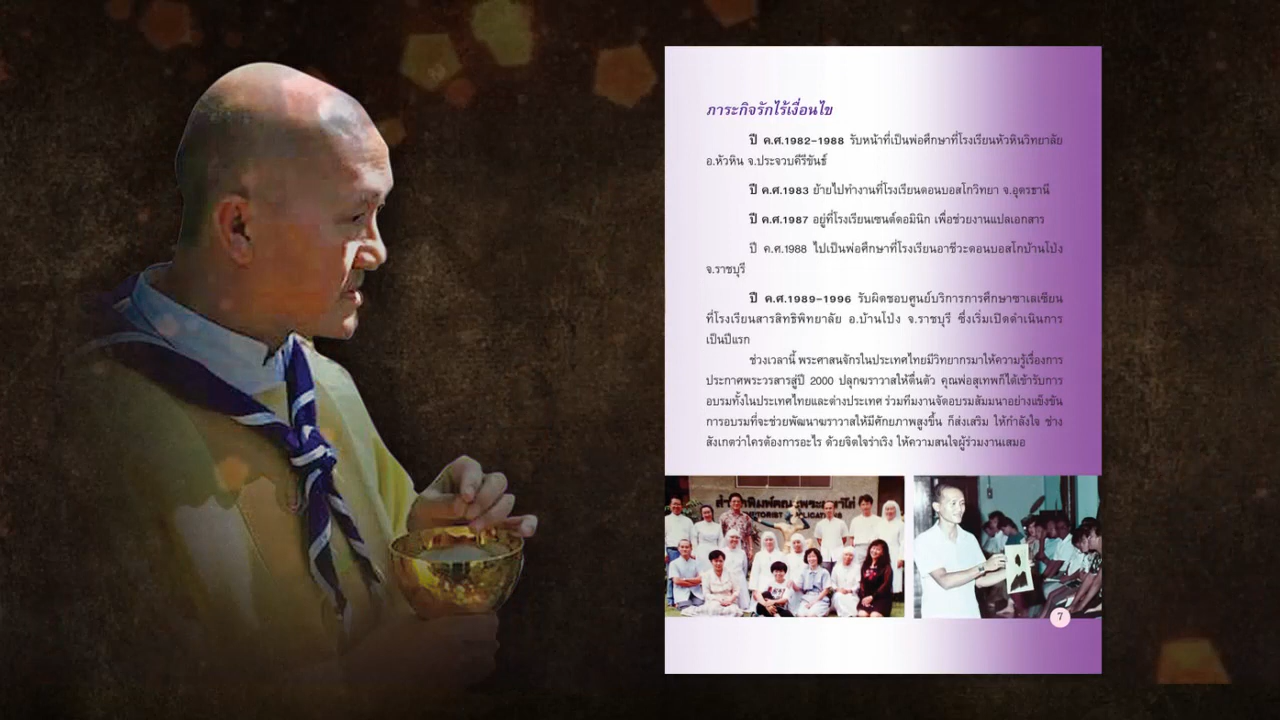 ภาระกิจรักไร้เงื่อนไข
ปี ค.ศ.1982-1988 รับหน้าที่เป็นพ่อศึกษาที่โรงเรียนหัวหินวิทยาลัย
อ.หัวหิน จ.ประจวบคีรีขันธ์
ปี ค.ศ.1983 ย้ายไปทำงานที่โรงเรียนดอนบอสโกวิทยา จ.อุดรธานี
ปี ค.ศ.1987 อยู่ที่โรงเรียนเซนต์ดอมินิก เพื่อช่วยงานแปลเอกสาร
ปี ค.ศ.1988 ไปเป็นพ่อศึกษาที่โรงเรียนอาชีวะดอนบอสโกบ้านโป่ง
จ.ราชบุรี
ปี ค.ศ.1989-1996 รับผิดชอบศูนย์บริการการศึกษาซาเลเซียน
ที่โรงเรียนสารสิทธิพิทยาลัย อ.บ้านโป่ง จ.ราชบุรี ซึ่งเริ่มเปิดดำเนินการ
เป็นปีแรก
ช่วงเวลานี้ พระศาสนจักรในประเทศไทยมีวิทยากรมาให้ความรู้เรื่องการ
ประกาศพระวรสารสู่ปี 2000 ปลุกฆราวาสให้ตื่นตัว คุณพ่อสุเทพก็ได้เข้ารับการ
อบรมทั้งในประเทศไทยและต่างประเทศ ร่วมทีมงานจัดอบรมสัมมนาอย่างแข็งขัน
การอบรมที่จะช่วยพัฒนาฆราวาสให้มีศักยภาพสูงขึ้น ก็ส่งเสริม ให้กำลังใจ ช่าง
สังเกตว่าใครต้องการอะไร ด้วยจิตใจร่าเริง ให้ความสนใจผู้ร่วมงานเสมอ
7